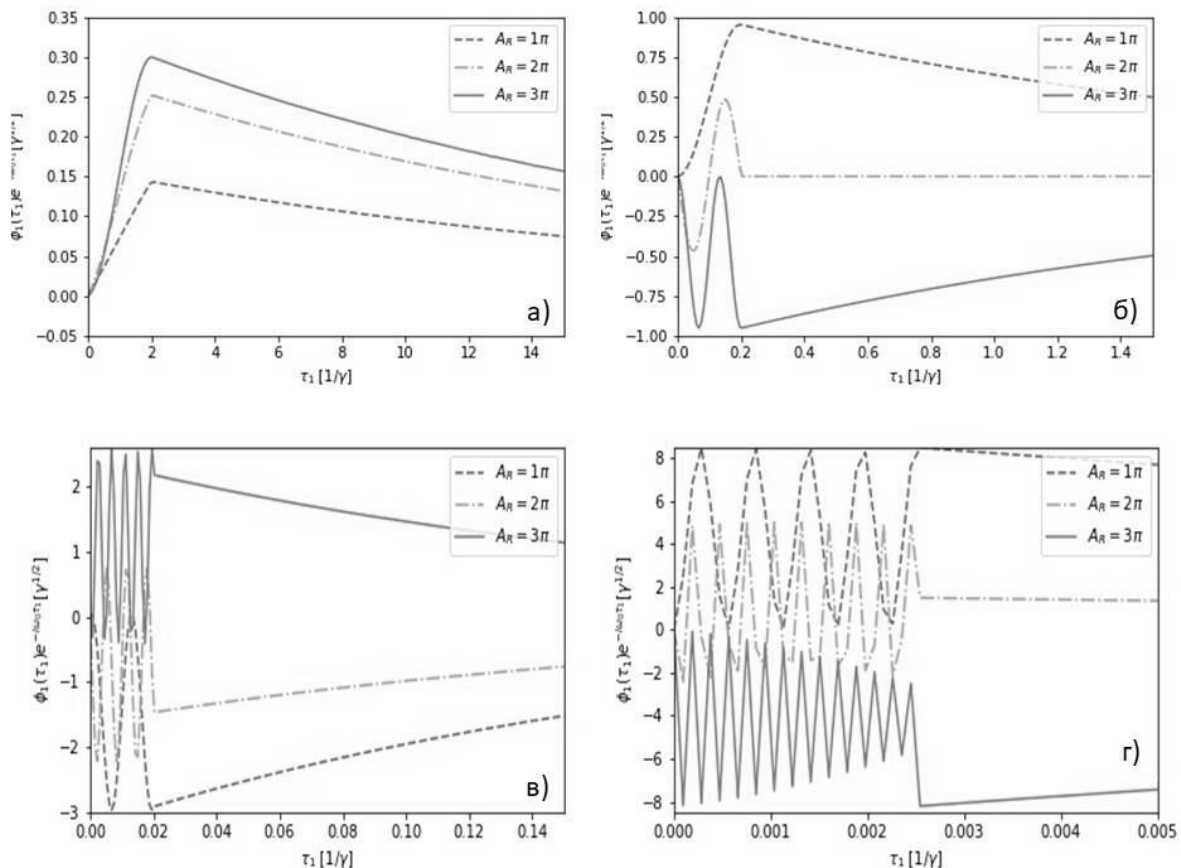 0.35
0.30
0.25
0.20
0.15
0.10
0.05
0.00
−0.05
0 2 4 6 8 10 12 14
τ₁ [1/γ]
A_R = 1π
A_R = 2π
A_R = 3π
а)
1.00
0.75
0.50
0.25
0.00
−0.25
−0.50
−0.75
−1.00
0.0 0.2 0.4 0.6 0.8 1.0 1.2 1.4
τ₁ [1/γ]
A_R = 1π
A_R = 2π
A_R = 3π
б)
ϕ₁(τ₁)e^{−iω₀τ₁}[γ^{1/2}]
2
1
0
−1
−2
−3
0.00 0.02 0.04 0.06 0.08 0.10 0.12 0.14
τ₁ [1/γ]
A_R = 1π
A_R = 2π
A_R = 3π
в)
ϕ₁(τ₁)e^{−iω₀τ₁}[γ^{1/2}]
8
6
4
2
0
−2
−4
−6
−8
0.000 0.001 0.002 0.003 0.004 0.005
τ₁ [1/γ]
A_R = 1π
A_R = 2π
A_R = 3π
г)